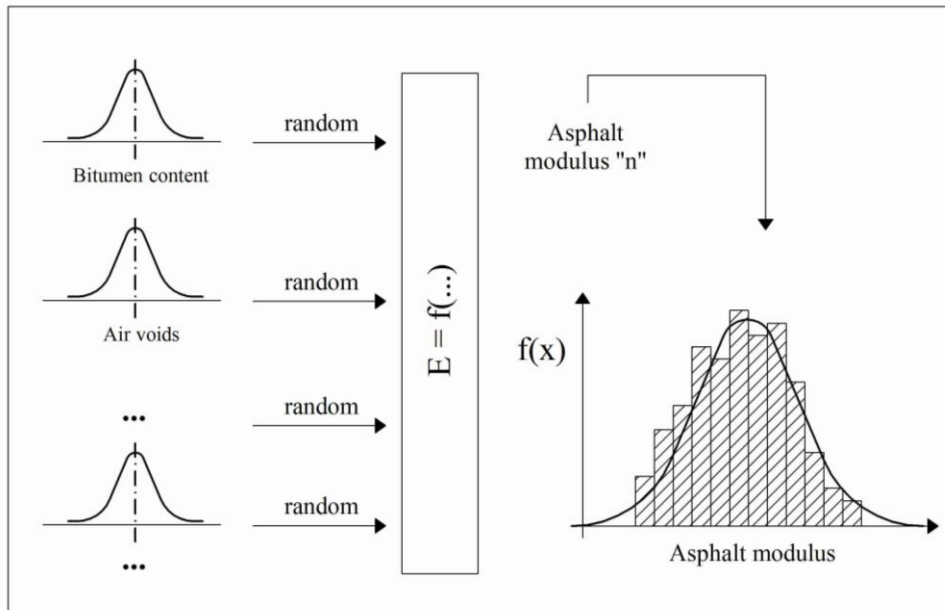 random
Bitumen content
random
Air voids
...
random
random
...
E = f(...)
Asphalt
modulus "n"
f(x)
Asphalt modulus